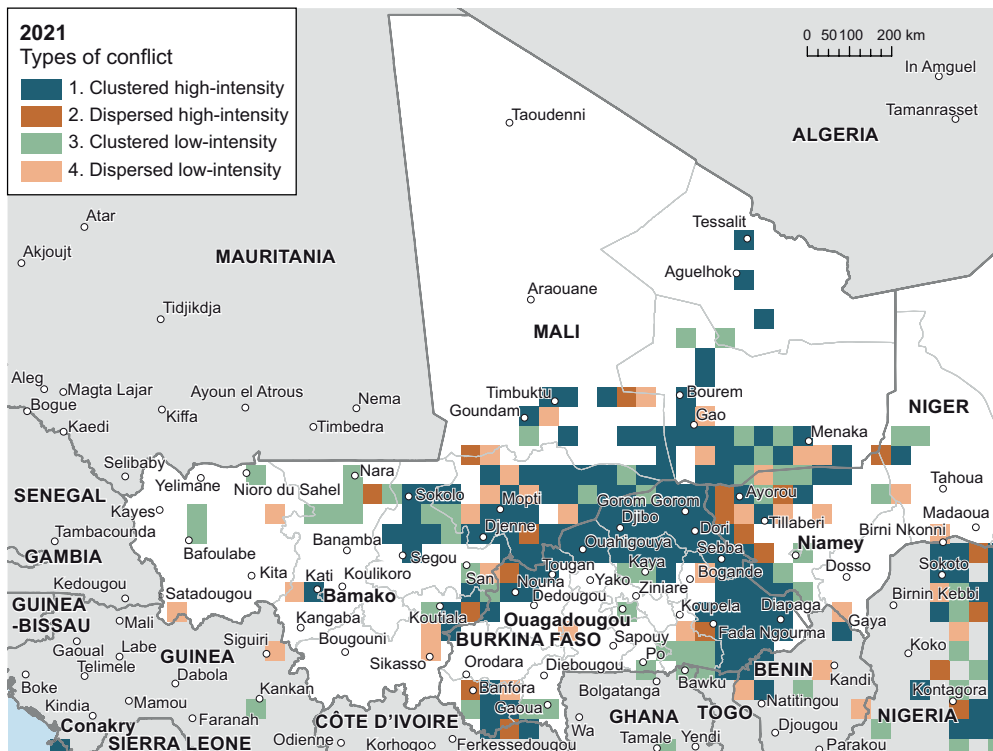 2021
Types of conflict
1. Clustered high-intensity
2. Dispersed high-intensity
3. Clustered low-intensity
4. Dispersed low-intensity
0 50 100 200 km
In Amguel
Tamanrasset
ALGERIA
Taoudenni
Atar
Akjoujt
MAURITANIA
Tessalit
Aguelhok
Tidjikdja
Araouane
MALI
Aleg
Magta Lajar
Ayoun el Atrous
Nema
Timbuktu
Bourem
Bogue
Kiffa
Goundam
Gao
NIGER
Kaedi
Timbedra
Menaka
Selibaby
Yelimane
Nara
Nioro du Sahel
Tahoua
SENEGAL
Sokolo
Mopti
Gorom Gorom
Ayorou
Kayes
Djibo
Tillaberi
Madaoua
Tambacounda
Banamba
Djenne
Dori
Birni Nkonni
Bafoulabe
Ouahigouya
Sebba
Niamey
GAMBIA
Segou
Tougan
Kaya
Bogande
Dosso
Sokoto
Kedougou
Kita
Kati
Koulikoro
San
Nouna
Yako
Ziniare
Satadougou
Bamako
Dedougou
Koupela
Diapaga
Birnin Kebbi
GUINEA
-BISSAU
Mali
Kangaba
Koutiala
Ouagadougou
Fada Ngourma
Gaya
Gaoual
Labe
Siguiri
Bougouni
BURKINA FASO
Sapouy
Koko
Telimele
GUINEA
Sikasso
Orodara
Diebougou
Po
BENIN
Boke
Dabola
Kankan
Banfora
Bolgatanga
Bawku
Kandi
Kontagora
Kindia
Mamou
Gaoua
Natitingou
Conakry
Faranah
CÔTE D'IVOIRE
GHANA
TOGO
NIGERIA
SIERRA LEONE
Odienne
Korhogo
Ferkessedougou
Wa
Tamale
Yendi
Djougou
Parakou